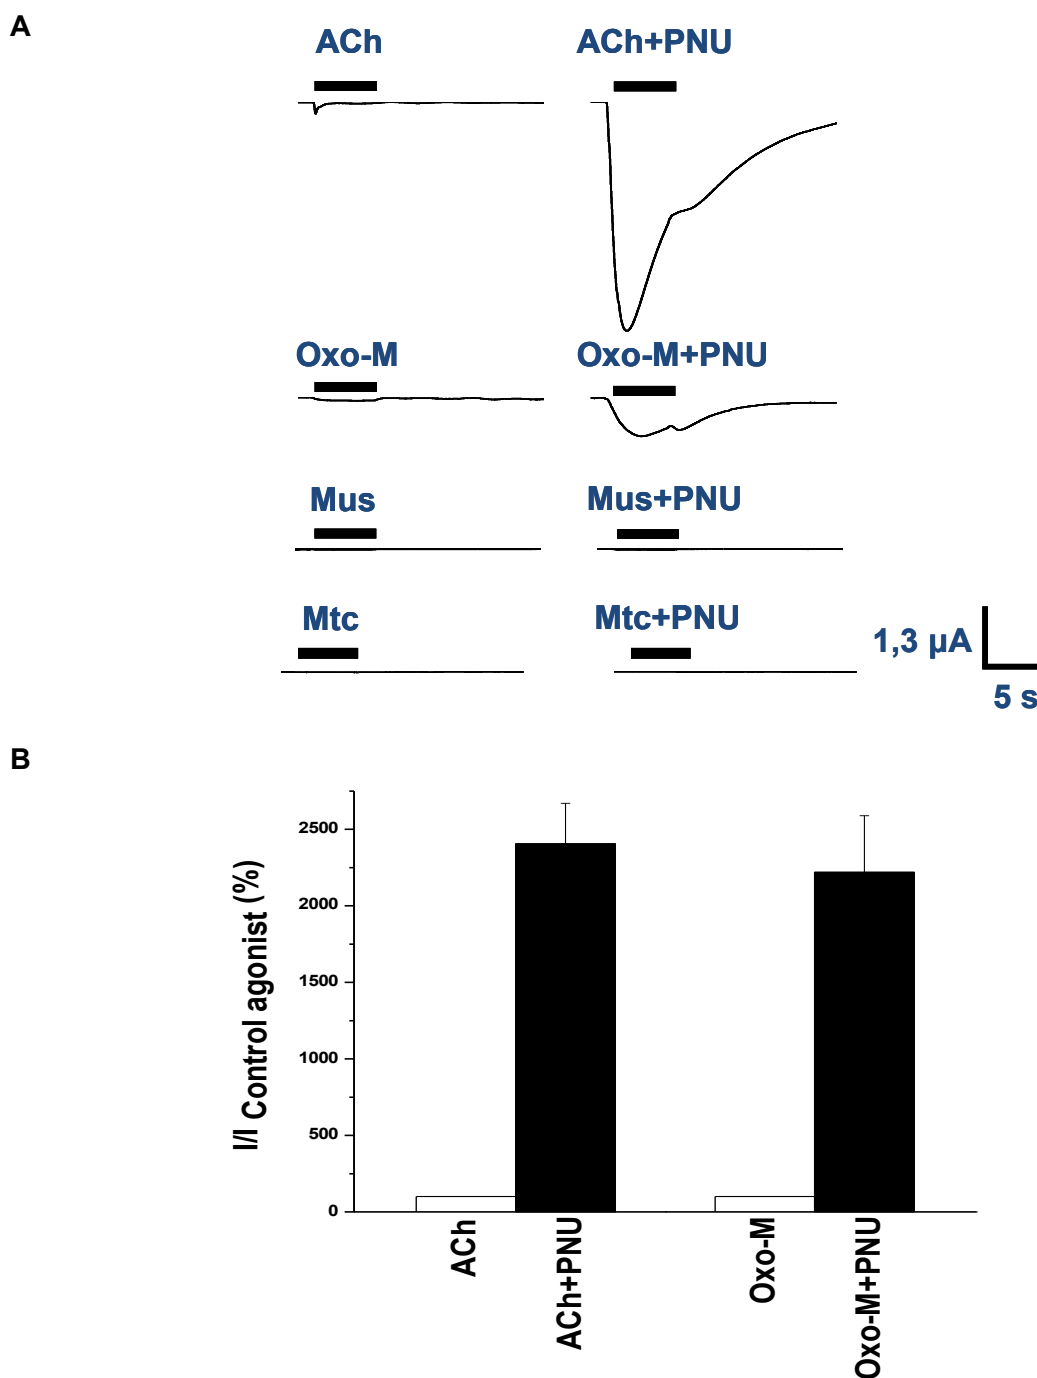 A
ACh ACh+PNU
Oxo-M Oxo-M+PNU
Mus Mus+PNU
Mtc Mtc+PNU
1,3 µA
5 s
B
I/I Control agonist (%)
2500
2000
1500
1000
500
0
ACh
ACh+PNU
Oxo-M
Oxo-M+PNU